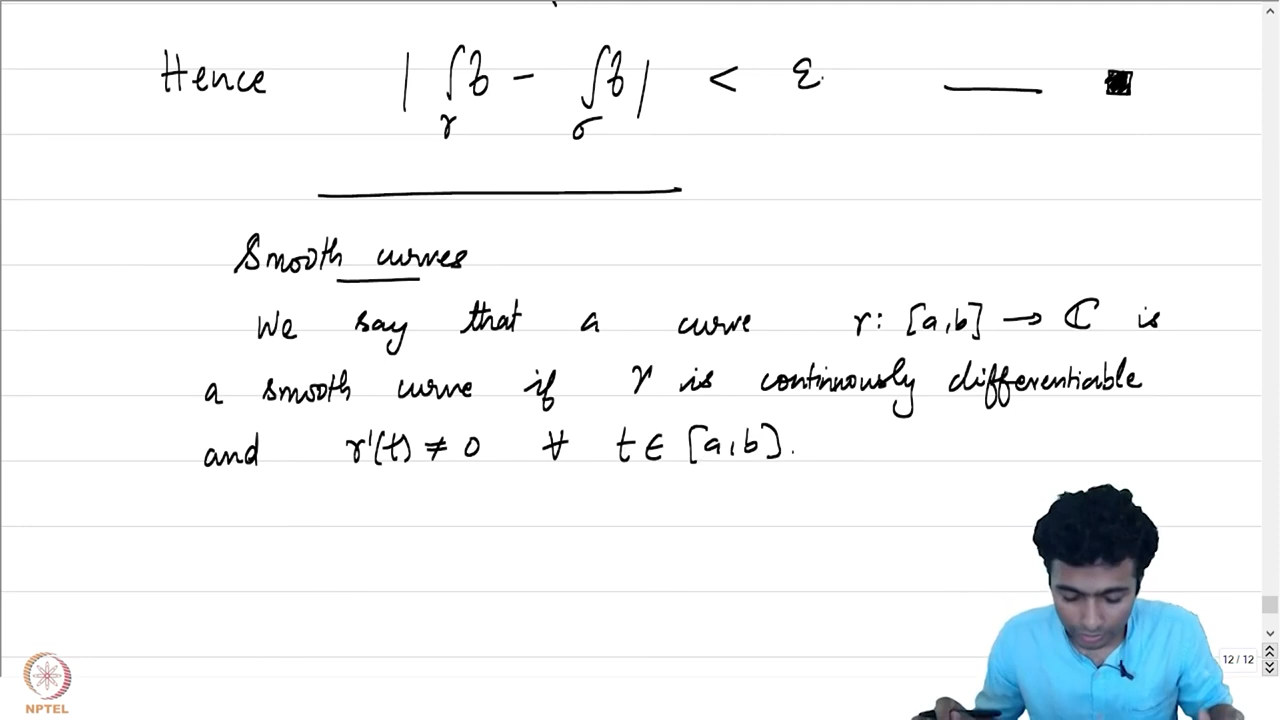 Hence | ∫_γ f - ∫_σ f | < ε. ——— ■
Smooth curves
We say that a curve γ: [a,b] → ℂ is
a smooth curve if γ is continuously differentiable
and γ'(t) ≠ 0 ∀ t ∈ [a,b].
12 / 12
NPTEL